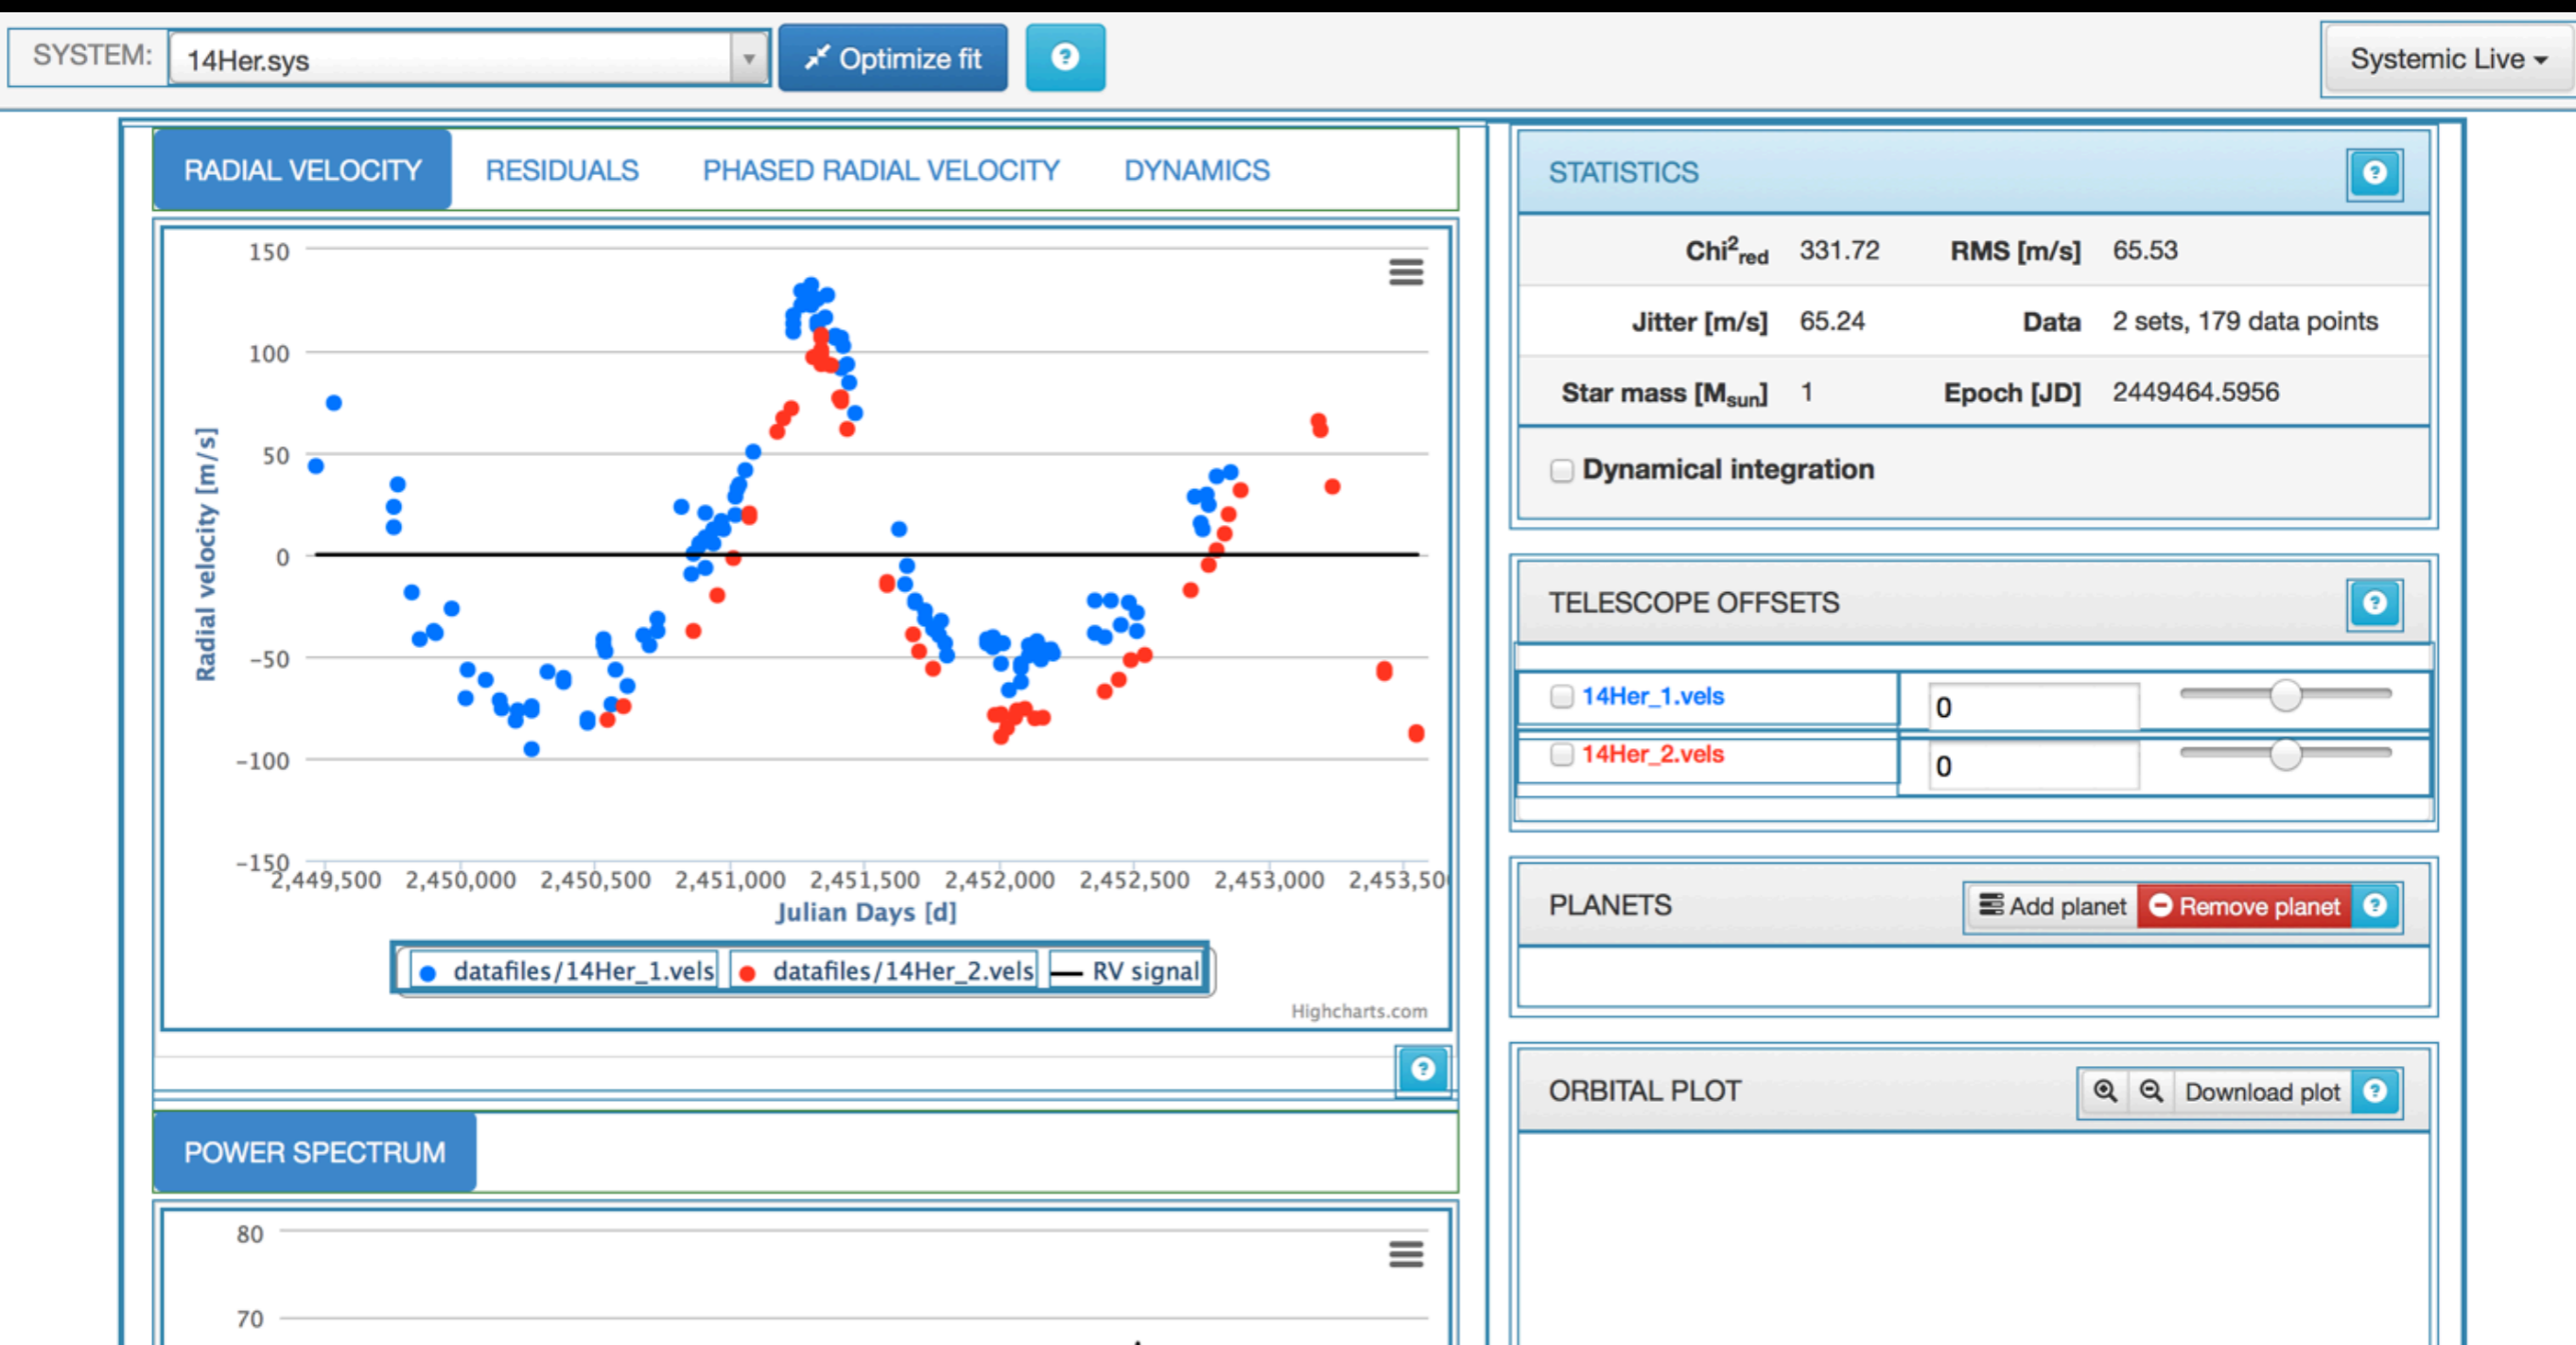 SYSTEM: 14Her.sys Optimize fit ? Systemic Live
RADIAL VELOCITY RESIDUALS PHASED RADIAL VELOCITY DYNAMICS
150
100
50
0
−50
−100
−150
Radial velocity [m/s]
2,449,500 2,450,000 2,450,500 2,451,000 2,451,500 2,452,000 2,452,500 2,453,000 2,453,50
Julian Days [d]
datafiles/14Her_1.vels datafiles/14Her_2.vels RV signal
Highcharts.com
?
POWER SPECTRUM
80
70
STATISTICS ?
Chi2red 331.72 RMS [m/s] 65.53
Jitter [m/s] 65.24 Data 2 sets, 179 data points
Star mass [Msun] 1 Epoch [JD] 2449464.5956
Dynamical integration
TELESCOPE OFFSETS ?
14Her_1.vels 0
14Her_2.vels 0
PLANETS Add planet Remove planet ?
ORBITAL PLOT Download plot ?